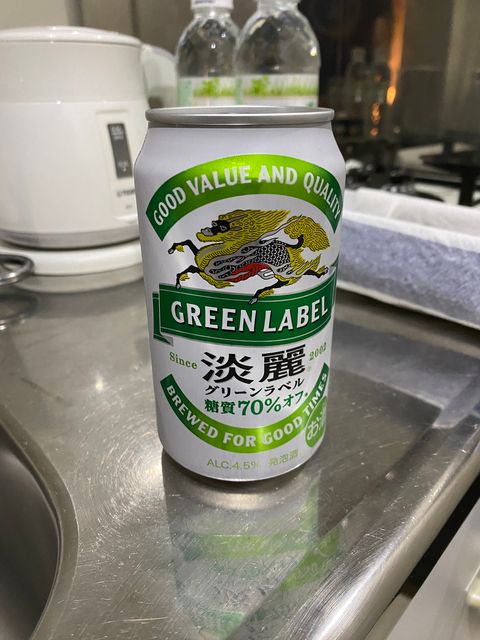 GOOD VALUE AND QUALITY
GREEN LABEL
Since 2002
淡麗
グリーンラベル
糖質70%オフ
BREWED FOR GOOD TIMES
ALC.4.5% 発泡酒
お